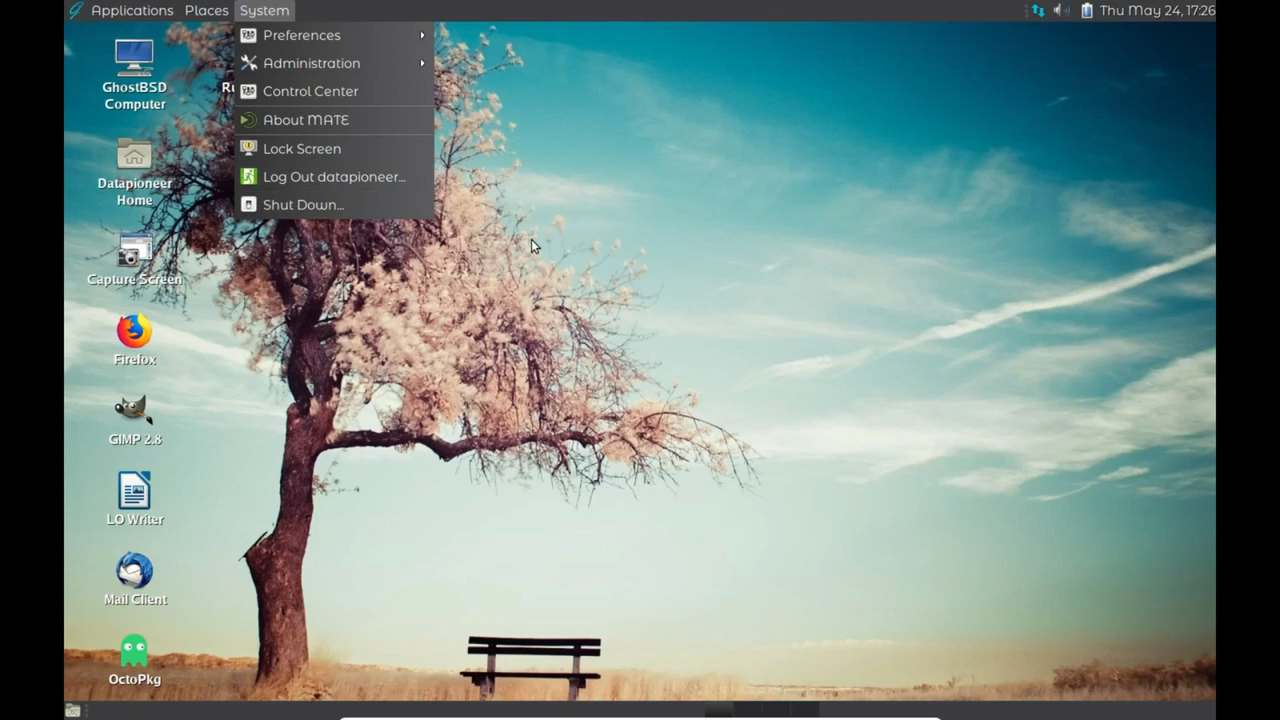 Applications Places System
Thu May 24, 17:26
Preferences
Administration
Control Center
About MATE
Lock Screen
Log Out datapioneer...
Shut Down...
GhostBSD
Computer
Datapioneer
Home
Capture Screen
Firefox
GIMP 2.8
LO Writer
Mail Client
OctoPkg